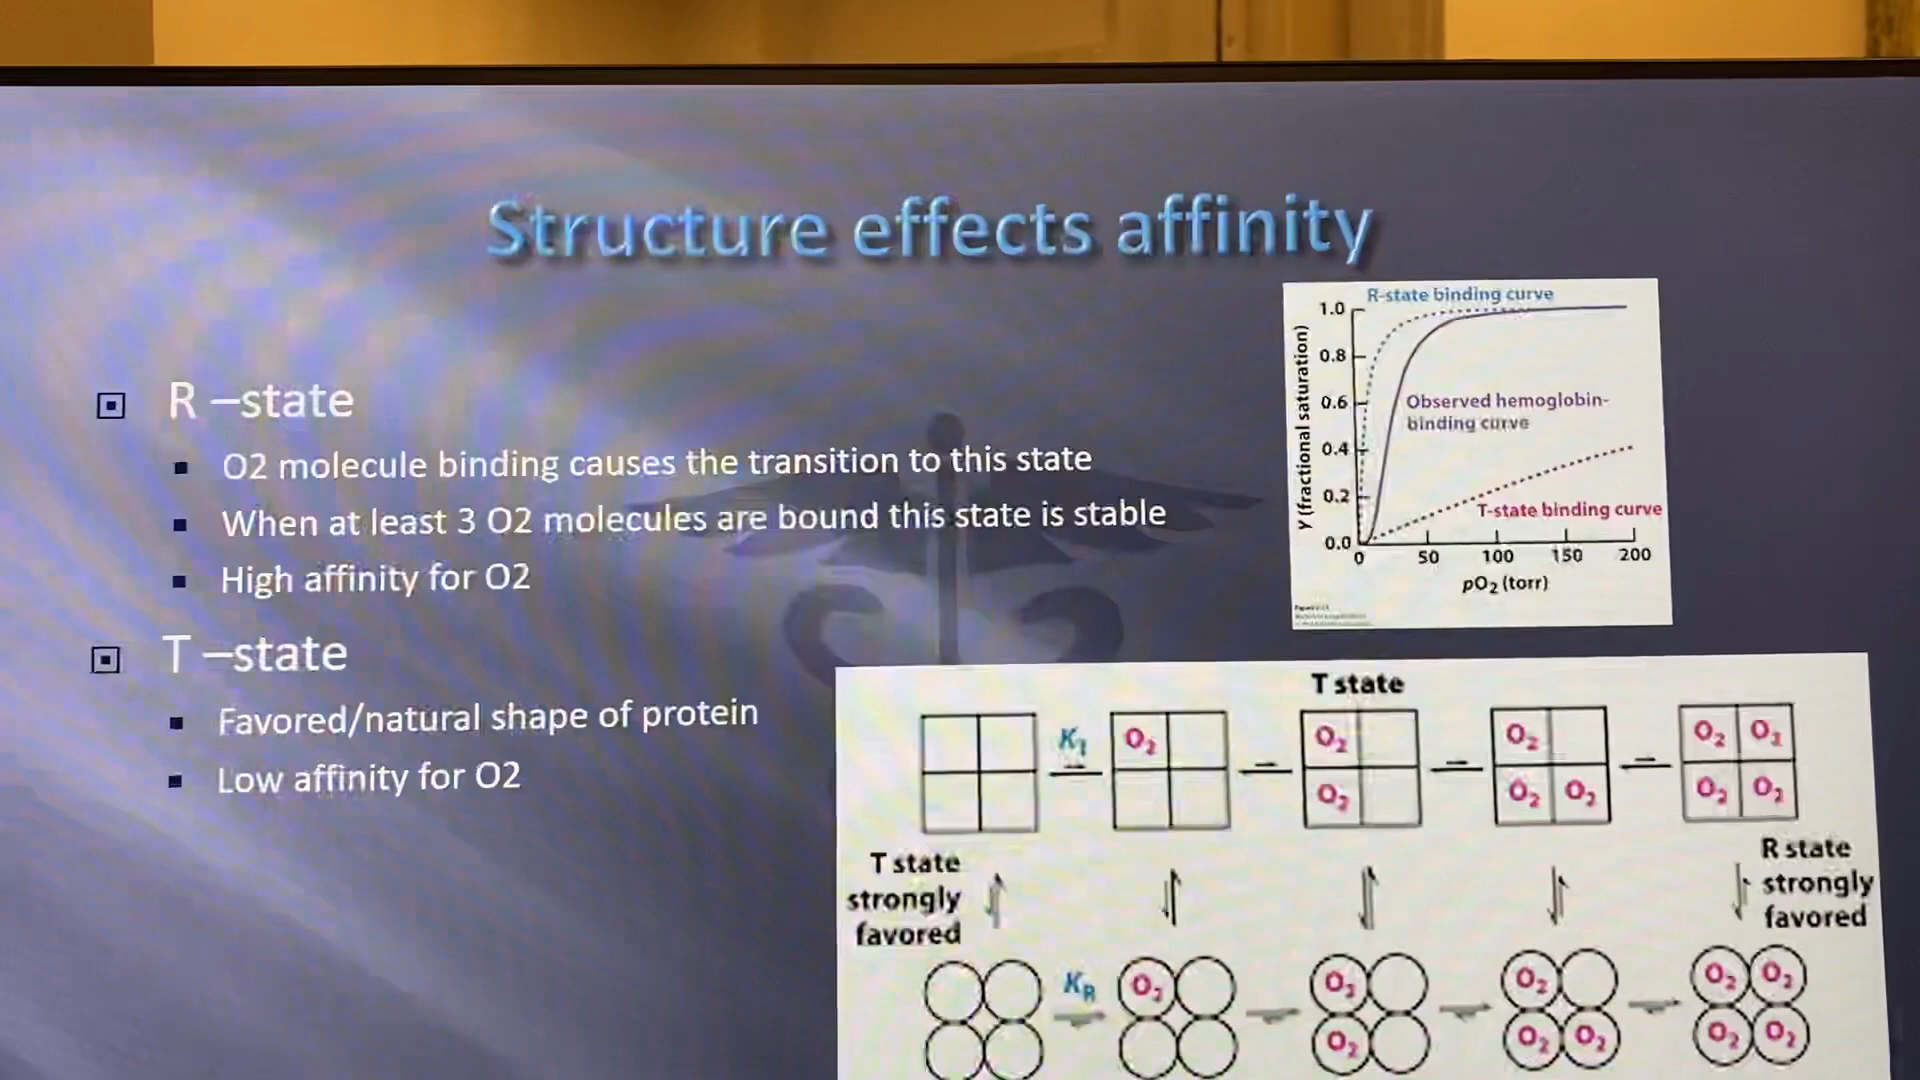 Structure effects affinity
R –state
O2 molecule binding causes the transition to this state
When at least 3 O2 molecules are bound this state is stable
High affinity for O2
T –state
Favored/natural shape of protein
Low affinity for O2
R-state binding curve
1.0
0.8
0.6
0.4
0.2
0.0
Y (fractional saturation)
Observed hemoglobin-
binding curve
T-state binding curve
0 50 100 150 200
pO2 (torr)
T state
KT
O2
O2
O2
O2
O2 O2
O2 O2
O2 O2
T state
strongly
favored
R state
strongly
favored
KR
O2
O2
O2
O2
O2 O2
O2 O2
O2 O2